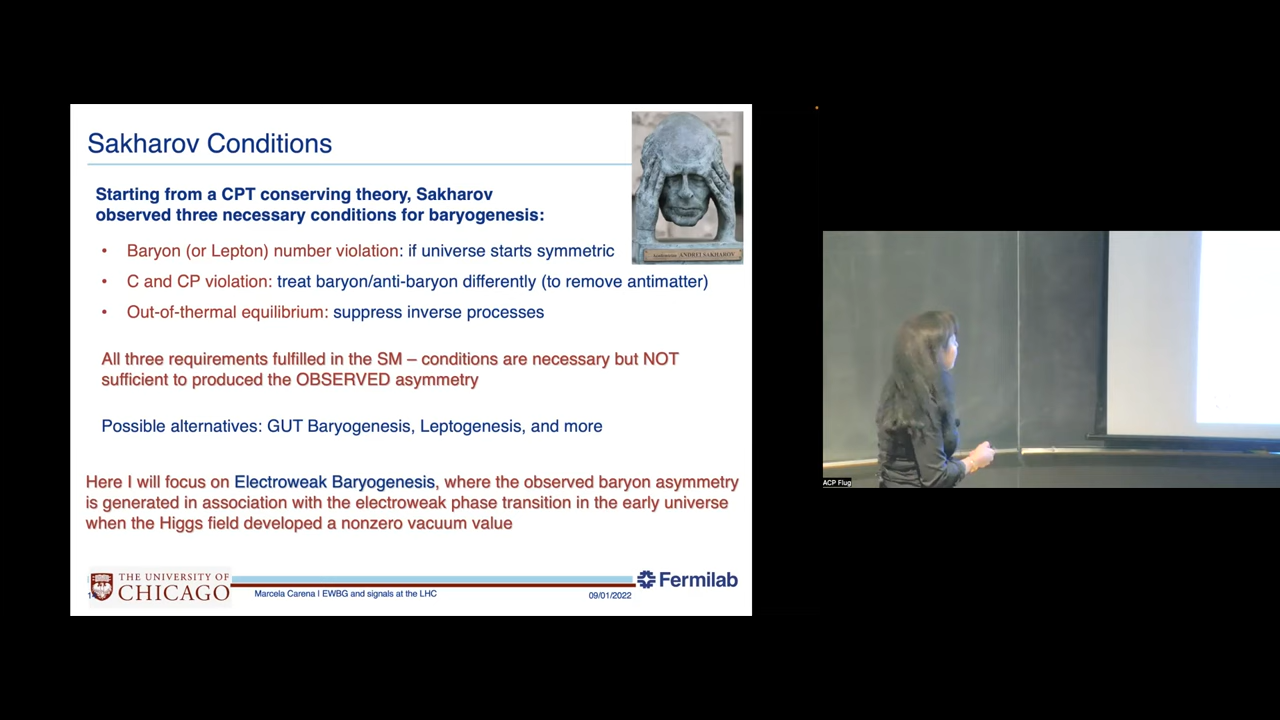 Sakharov Conditions
Starting from a CPT conserving theory, Sakharov
observed three necessary conditions for baryogenesis:
• Baryon (or Lepton) number violation: if universe starts symmetric
• C and CP violation: treat baryon/anti-baryon differently (to remove antimatter)
• Out-of-thermal equilibrium: suppress inverse processes
All three requirements fulfilled in the SM – conditions are necessary but NOT
sufficient to produced the OBSERVED asymmetry
Possible alternatives: GUT Baryogenesis, Leptogenesis, and more
Here I will focus on Electroweak Baryogenesis, where the observed baryon asymmetry
is generated in association with the electroweak phase transition in the early universe
when the Higgs field developed a nonzero vacuum value
THE UNIVERSITY OF
CHICAGO
Marcela Carena | EWBG and signals at the LHC
09/01/2022
Fermilab
ANDREJ SAKHAROV
ACP Flug